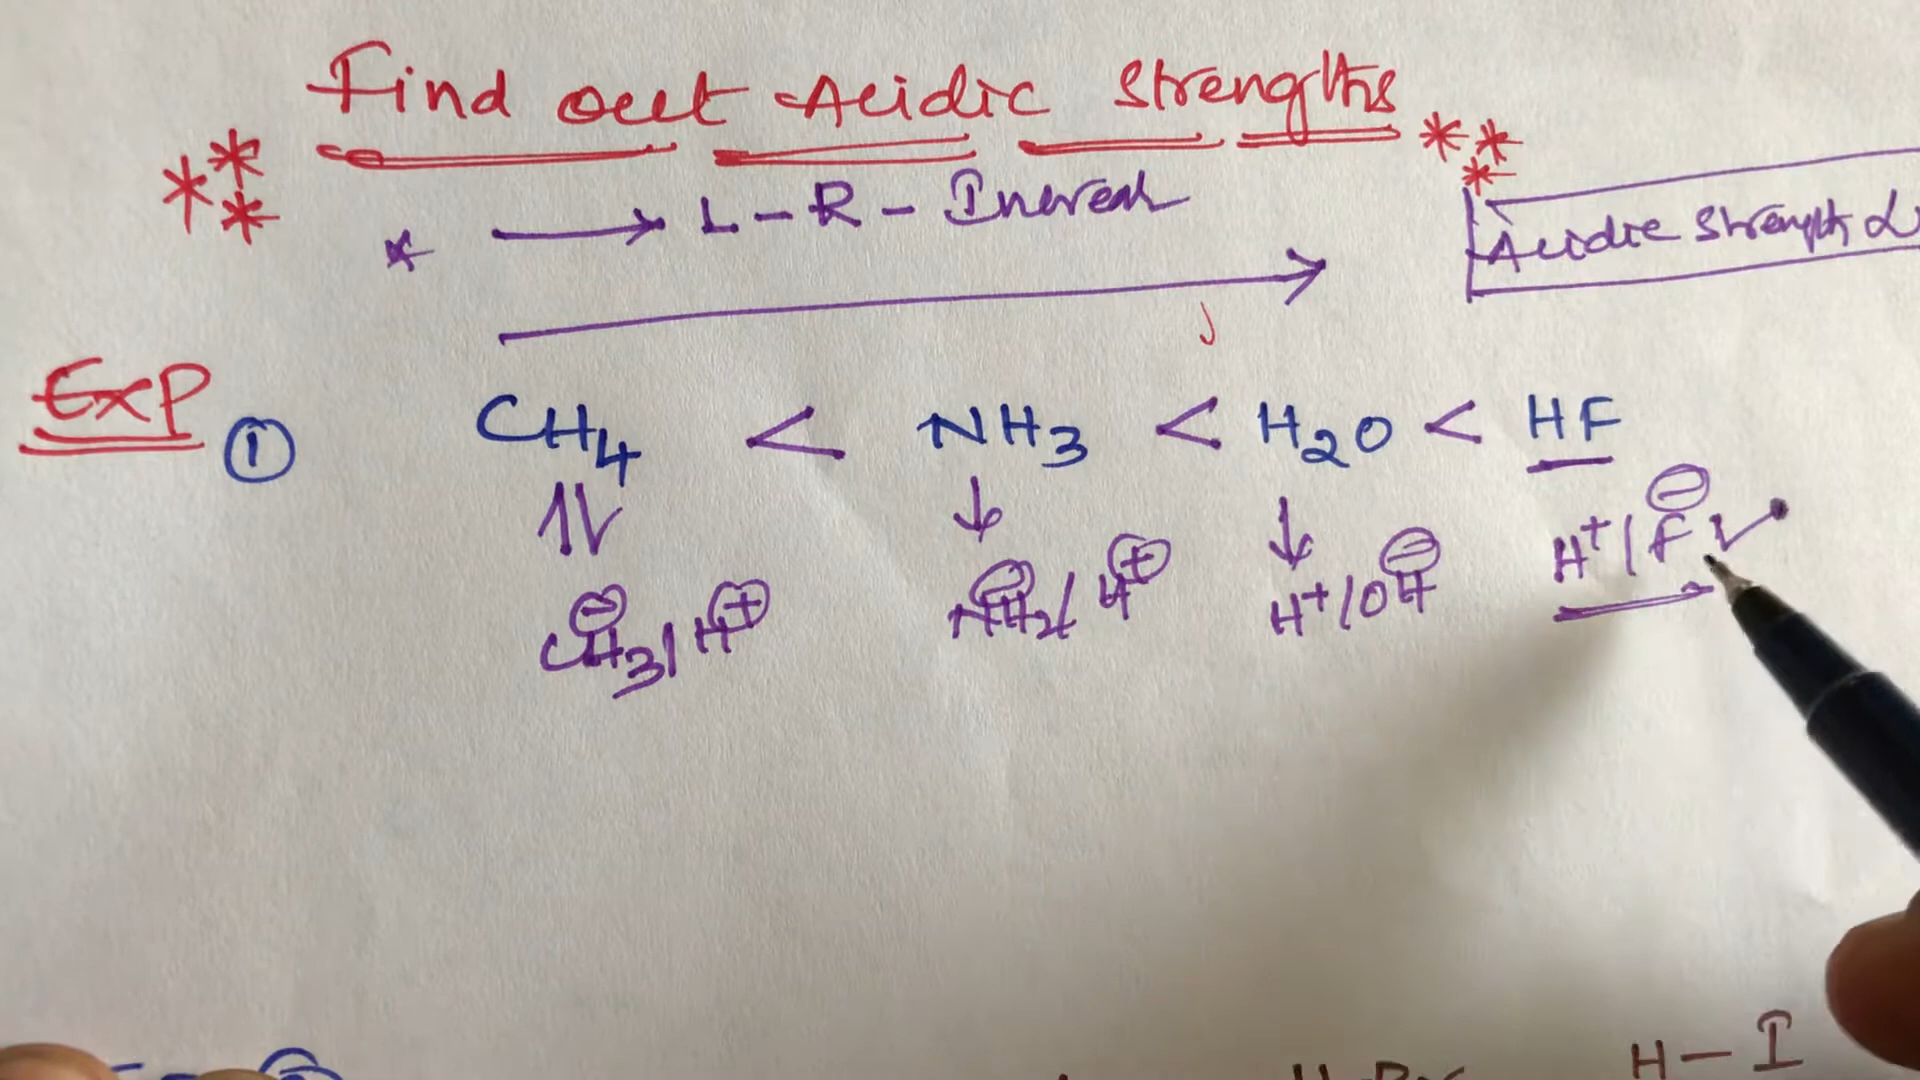 Find out Acidic Strengths
* * *
* * *
* → L - R - Increase
Acidic Strength ∝
Exp
① CH4 < NH3 < H2O < HF
CH3⊖ / H⊕ NH2⊖ / H⊕ H+ / OH⊖ H+ / F⊖ ✓
H - I